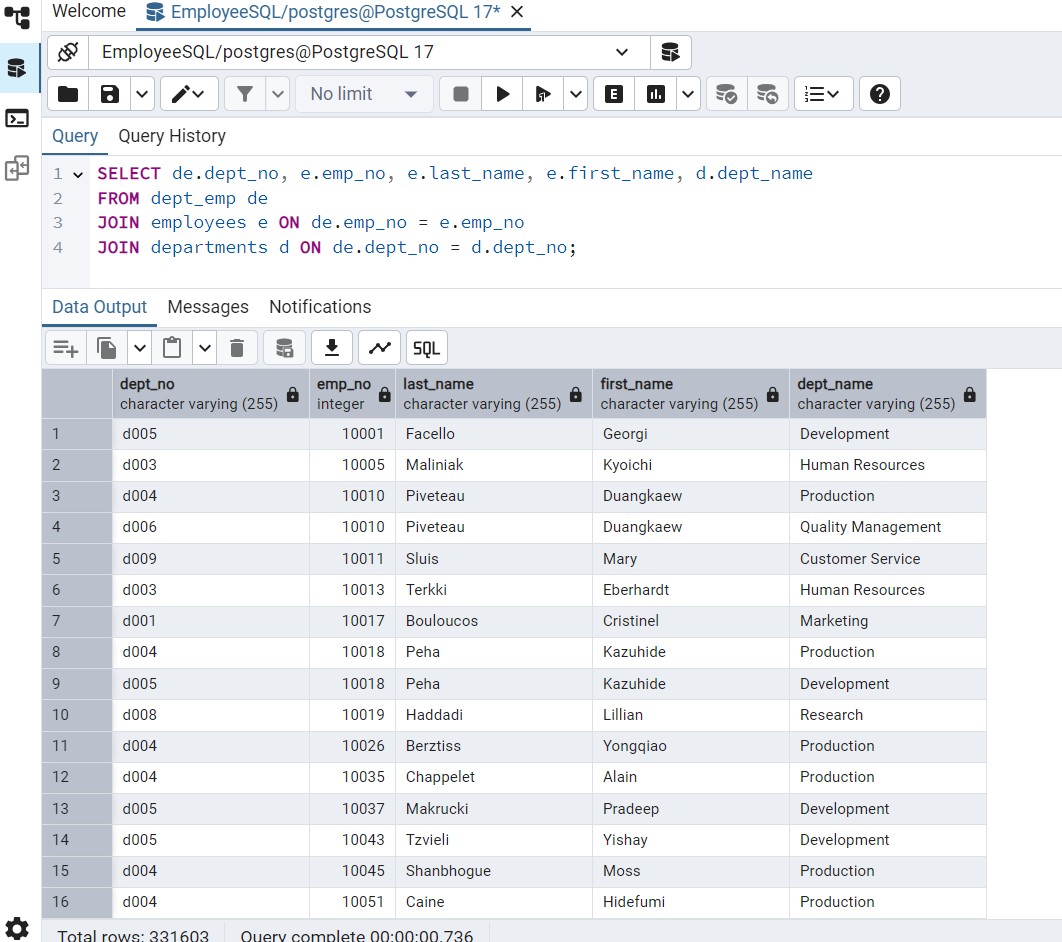 Welcome EmployeeSQL/postgres@PostgreSQL 17*
EmployeeSQL/postgres@PostgreSQL 17
No limit E
Query Query History
1 SELECT de.dept_no, e.emp_no, e.last_name, e.first_name, d.dept_name
2 FROM dept_emp de
3 JOIN employees e ON de.emp_no = e.emp_no
4 JOIN departments d ON de.dept_no = d.dept_no;
Data Output Messages Notifications
SQL
dept_no emp_no last_name first_name dept_name
character varying (255) integer character varying (255) character varying (255) character varying (255)
1 d005 10001 Facello Georgi Development
2 d003 10005 Maliniak Kyoichi Human Resources
3 d004 10010 Piveteau Duangkaew Production
4 d006 10010 Piveteau Duangkaew Quality Management
5 d009 10011 Sluis Mary Customer Service
6 d003 10013 Terkki Eberhardt Human Resources
7 d001 10017 Bouloucos Cristinel Marketing
8 d004 10018 Peha Kazuhide Production
9 d005 10018 Peha Kazuhide Development
10 d008 10019 Haddadi Lillian Research
11 d004 10026 Berztiss Yongqiao Production
12 d004 10035 Chappelet Alain Production
13 d005 10037 Makrucki Pradeep Development
14 d005 10043 Tzvieli Yishay Development
15 d004 10045 Shanbhogue Moss Production
16 d004 10051 Caine Hidefumi Production
Total rows: 331603 Query complete 00:00:00.736